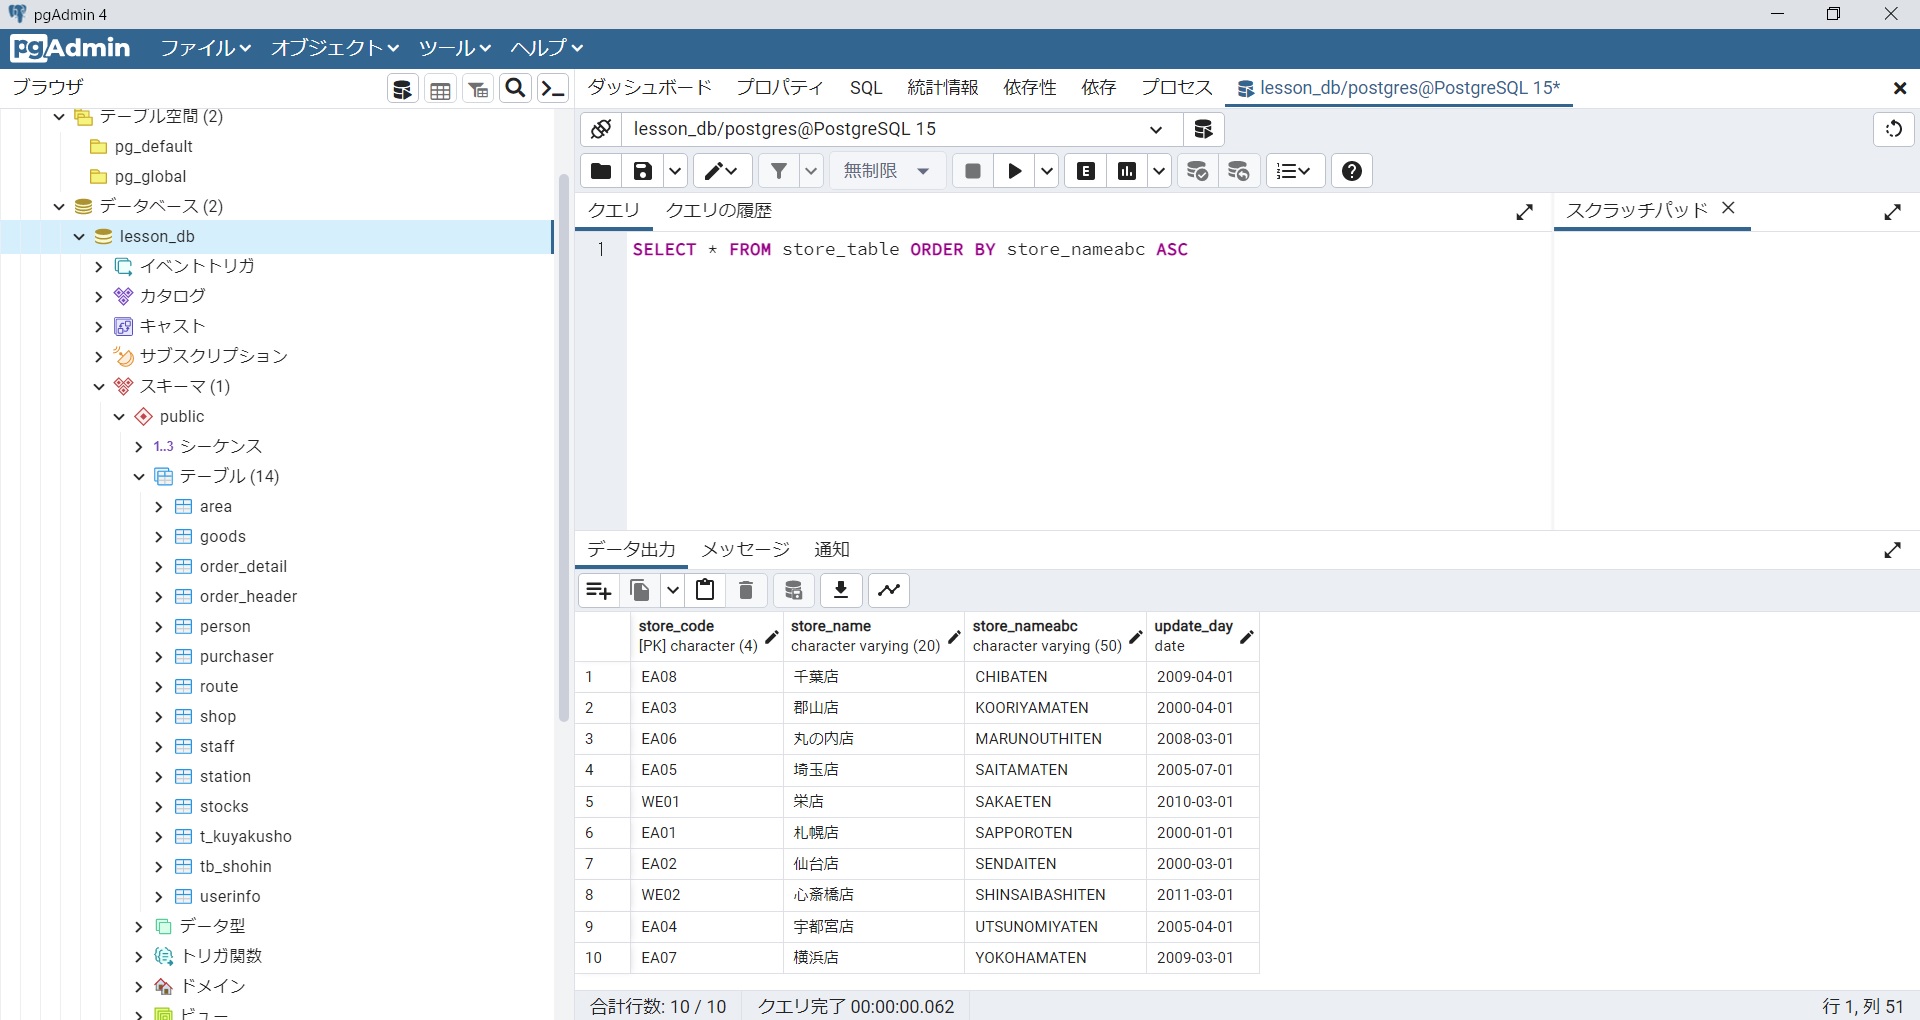 pgAdmin 4
pgAdmin ファイル オブジェクト ツール ヘルプ
ブラウザ
テーブル空間 (2)
pg_default
pg_global
データベース (2)
lesson_db
イベントトリガ
カタログ
キャスト
サブスクリプション
スキーマ (1)
public
1..3 シーケンス
テーブル (14)
area
goods
order_detail
order_header
person
purchaser
route
shop
staff
station
stocks
t_kuyakusho
tb_shohin
userinfo
データ型
トリガ関数
ドメイン
ビュー
ダッシュボード プロパティ SQL 統計情報 依存性 依存 プロセス lesson_db/postgres@PostgreSQL 15*
lesson_db/postgres@PostgreSQL 15
無制限
E
クエリ クエリの履歴
スクラッチパッド
1 SELECT * FROM store_table ORDER BY store_nameabc ASC
データ出力 メッセージ 通知
store_code store_name store_nameabc update_day
[PK] character (4) character varying (20) character varying (50) date
1 EA08 千葉店 CHIBATEN 2009-04-01
2 EA03 郡山店 KOORIYAMATEN 2000-04-01
3 EA06 丸の内店 MARUNOUTHITEN 2008-03-01
4 EA05 埼玉店 SAITAMATEN 2005-07-01
5 WE01 栄店 SAKAETEN 2010-03-01
6 EA01 札幌店 SAPPOROTEN 2000-01-01
7 EA02 仙台店 SENDAITEN 2000-03-01
8 WE02 心斎橋店 SHINSAIBASHITEN 2011-03-01
9 EA04 宇都宮店 UTSUNOMIYATEN 2005-04-01
10 EA07 横浜店 YOKOHAMATEN 2009-03-01
合計行数: 10 / 10 クエリ完了 00:00:00.062
行 1, 列 51